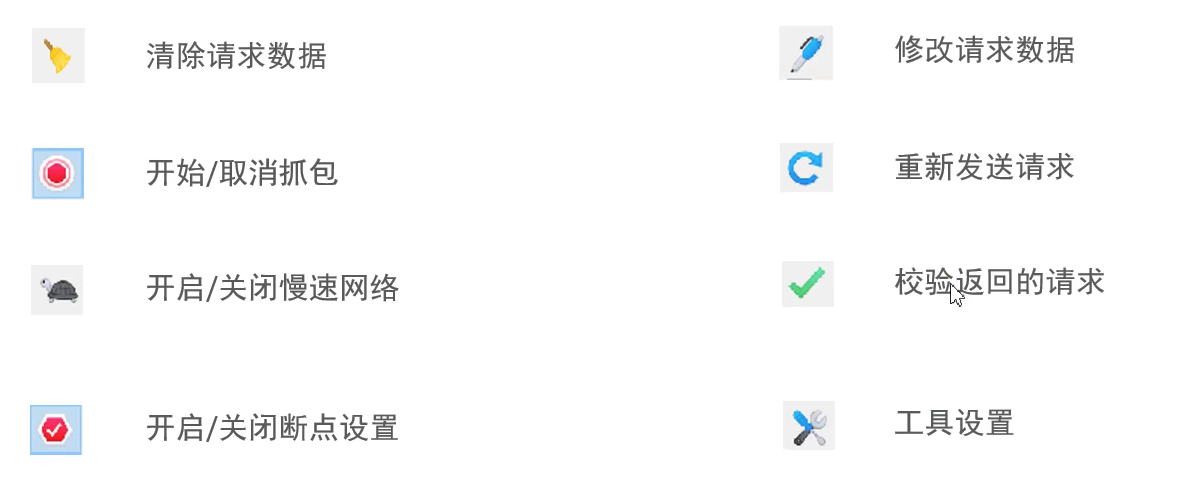 清除请求数据
修改请求数据
开始/取消抓包
重新发送请求
开启/关闭慢速网络
校验返回的请求
开启/关闭断点设置
工具设置